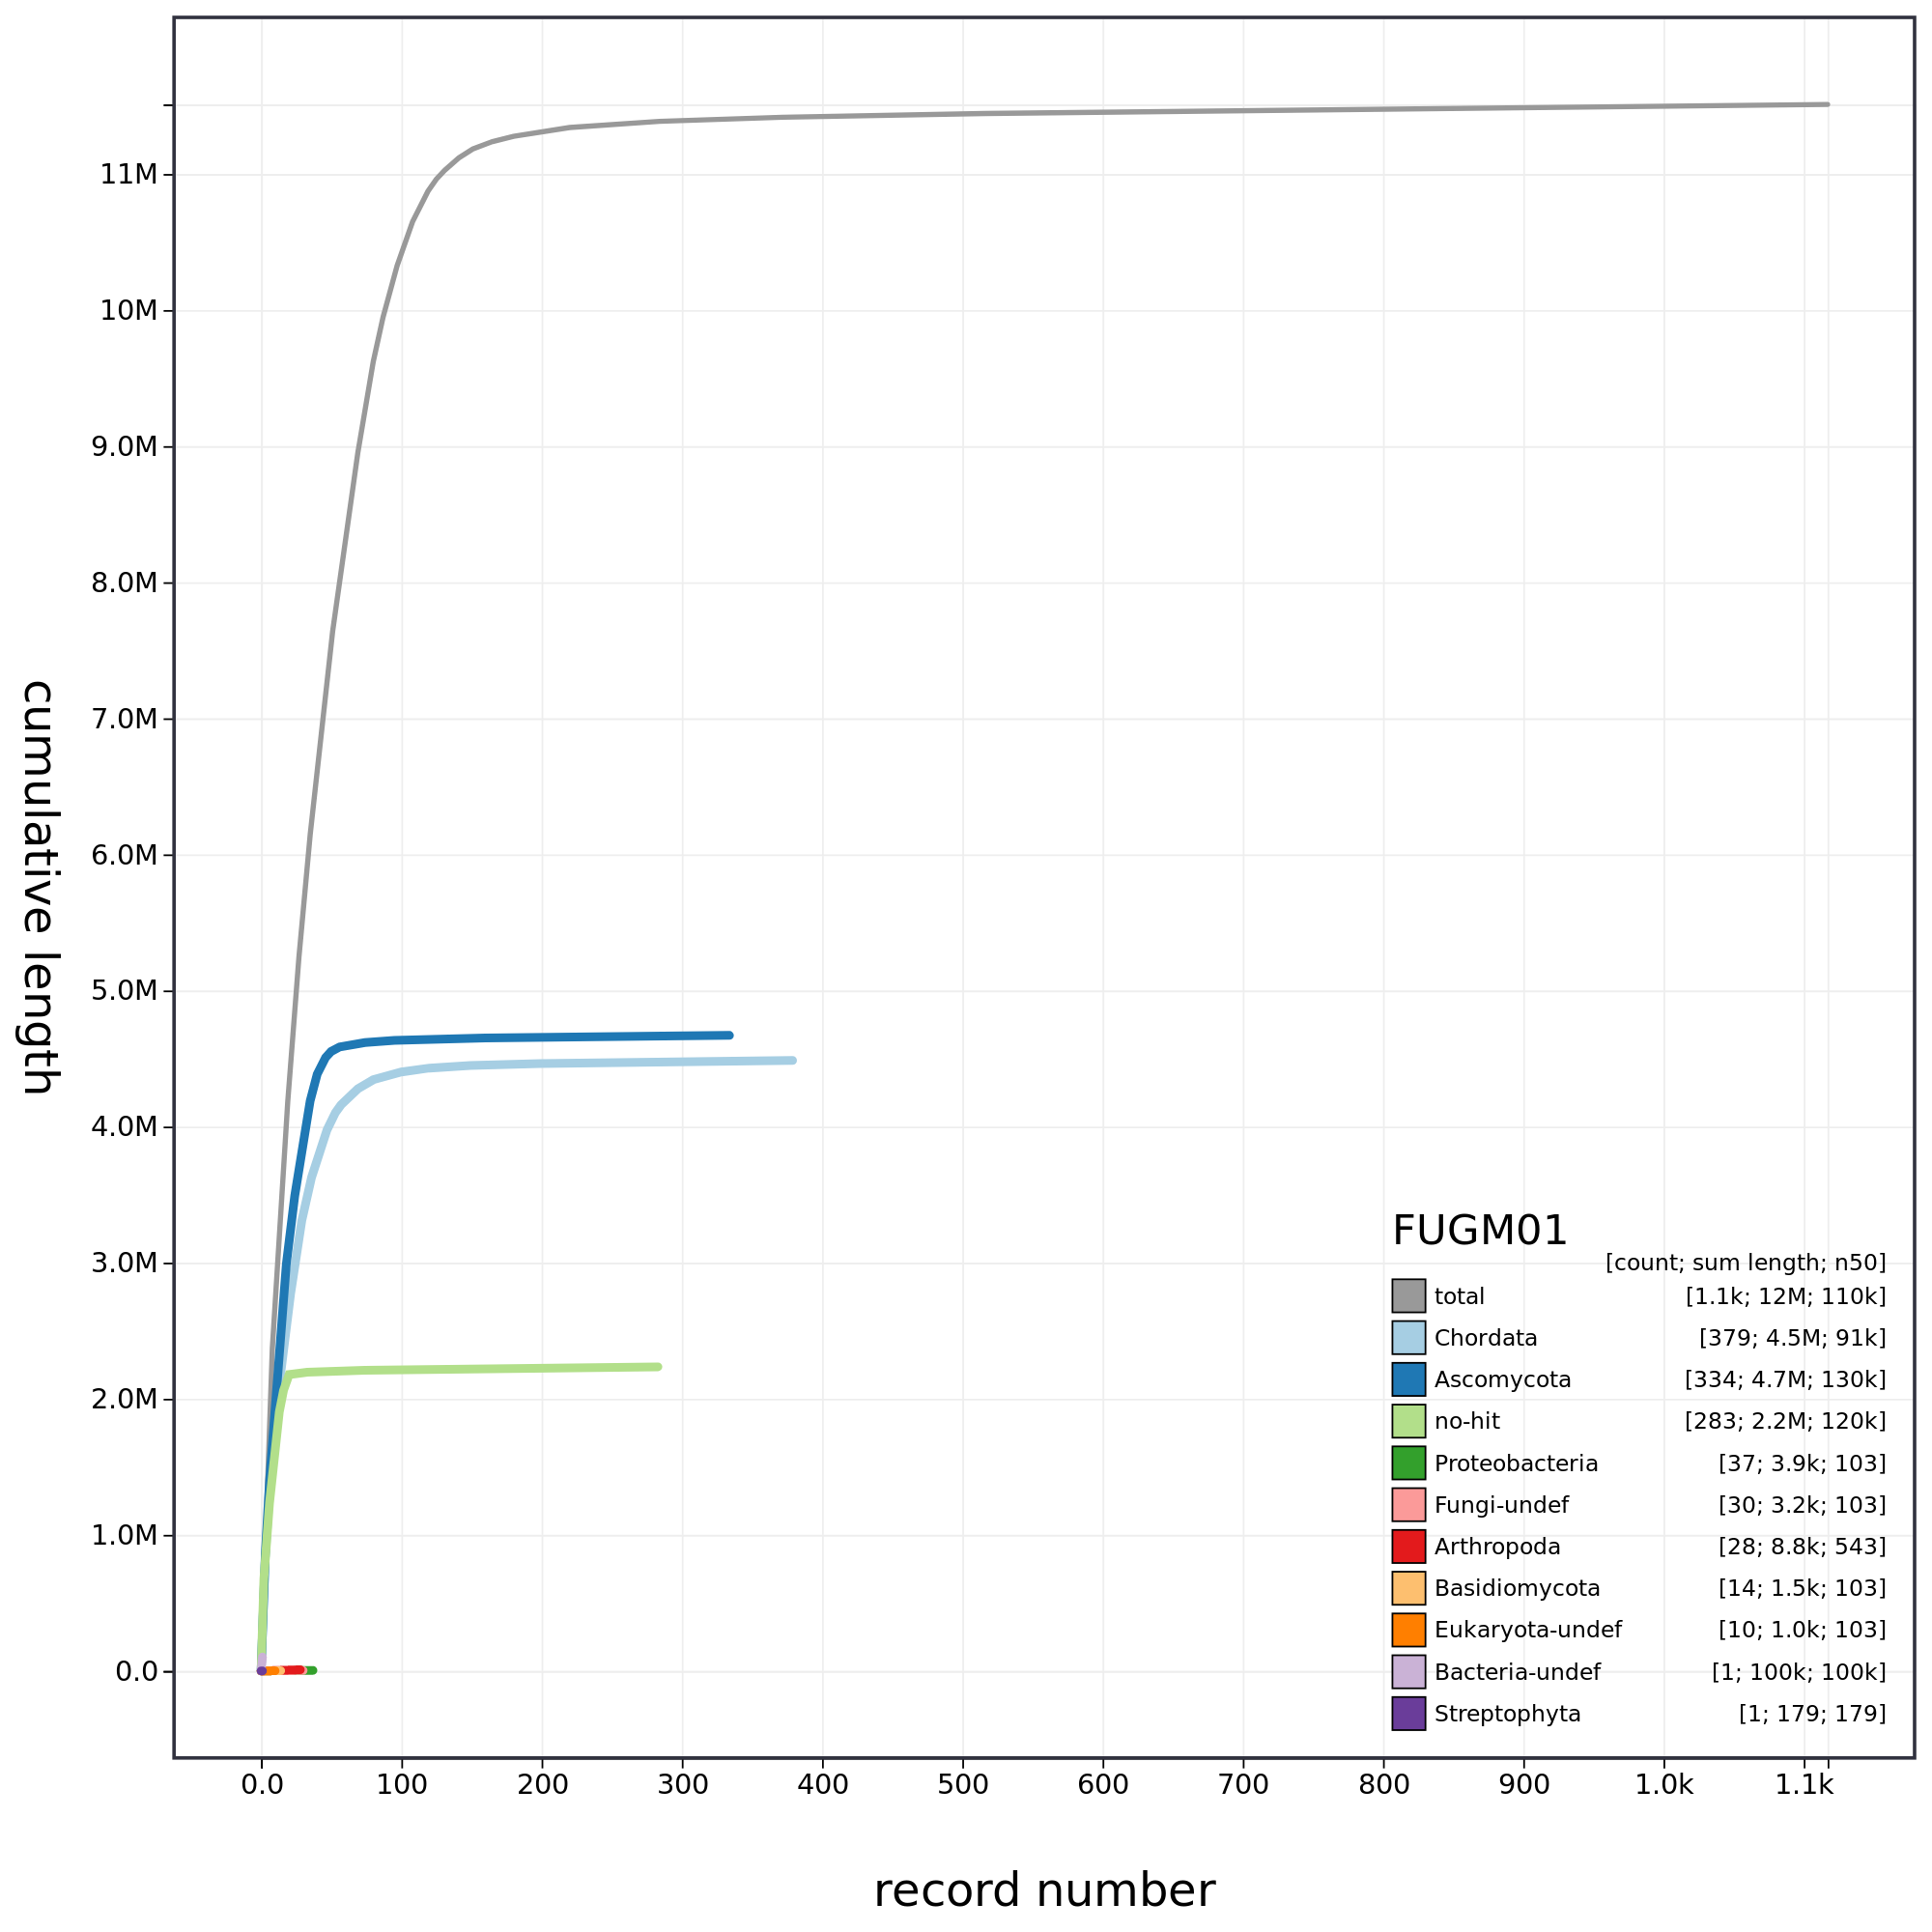 11M
10M
9.0M
8.0M
7.0M
6.0M
5.0M
4.0M
3.0M
2.0M
1.0M
0.0
cumulative length
FUGM01
[count; sum length; n50]
total [1.1k; 12M; 110k]
Chordata [379; 4.5M; 91k]
Ascomycota [334; 4.7M; 130k]
no-hit [283; 2.2M; 120k]
Proteobacteria [37; 3.9k; 103]
Fungi-undef [30; 3.2k; 103]
Arthropoda [28; 8.8k; 543]
Basidiomycota [14; 1.5k; 103]
Eukaryota-undef [10; 1.0k; 103]
Bacteria-undef [1; 100k; 100k]
Streptophyta [1; 179; 179]
0.0 100 200 300 400 500 600 700 800 900 1.0k 1.1k
record number